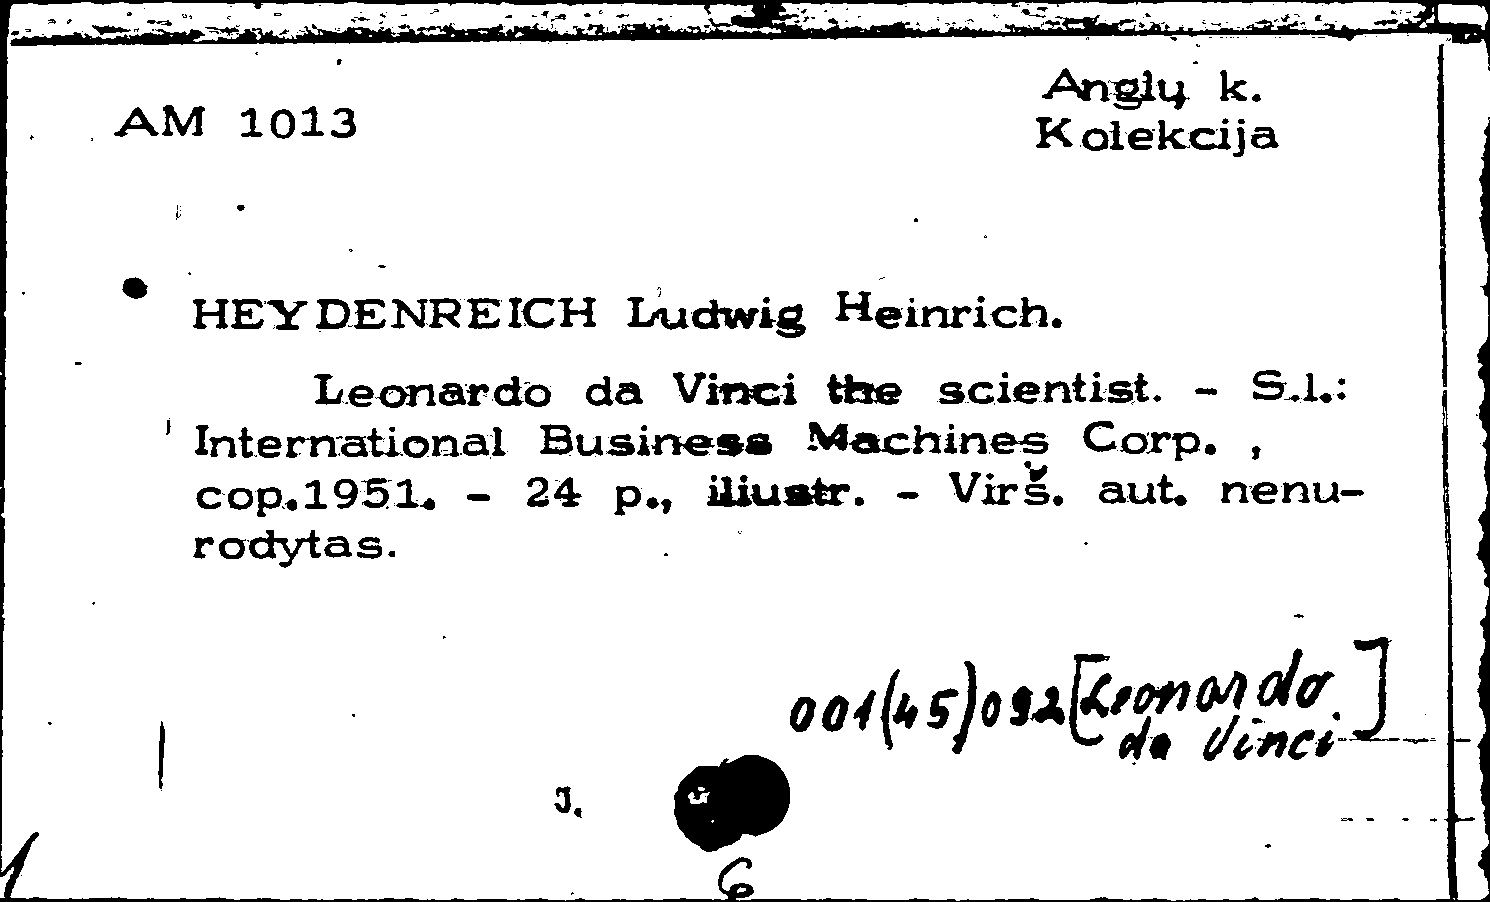 Anglų k.
AM 1013
Kolekcija
HEYDENREICH Ludwig Heinrich.
Leonardo da Vinci the scientist. – S.l.:
International Business Machines Corp. ,
cop.1951. – 24 p., iliustr. – Virš. aut. nenu-
rodytas.
001(45)092[Leonardo
da Vinci]
J.
6